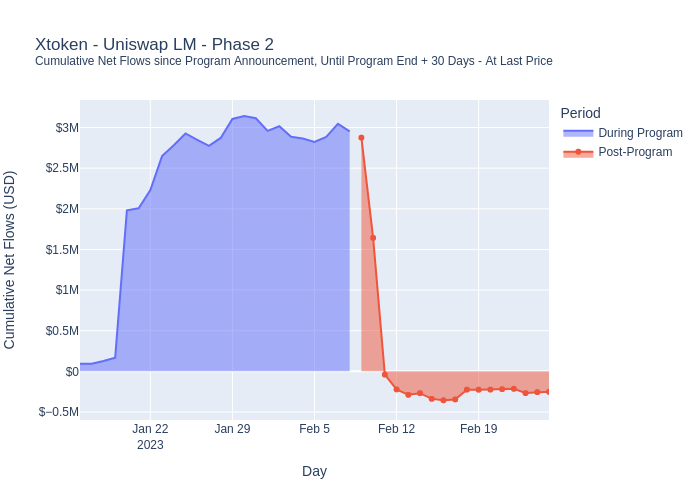 Xtoken - Uniswap LM - Phase 2
Cumulative Net Flows since Program Announcement, Until Program End + 30 Days - At Last Price
Period
During Program
Post-Program
Cumulative Net Flows (USD)
$3M
$2.5M
$2M
$1.5M
$1M
$0.5M
$0
$−0.5M
Jan 22
2023
Jan 29
Feb 5
Feb 12
Feb 19
Day